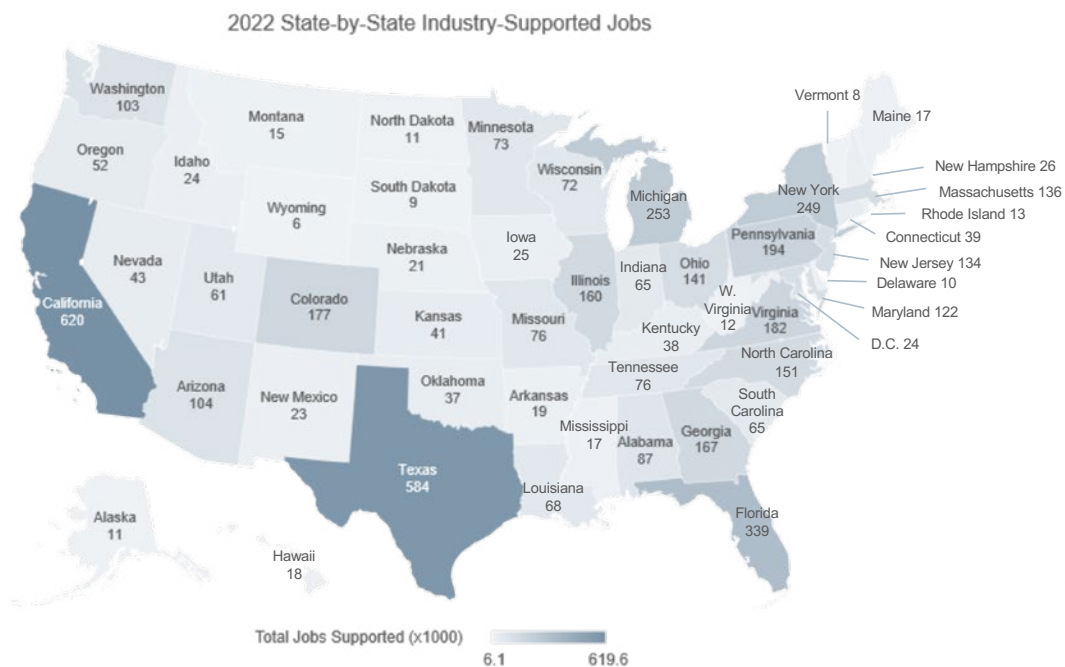 2022 State-by-State Industry-Supported Jobs
Washington
103
Oregon
52
Idaho
24
Montana
15
North Dakota
11
Minnesota
73
South Dakota
9
Wyoming
6
Wisconsin
72
Michigan
253
Vermont 8
Maine 17
New York
249
New Hampshire 26
Massachusetts 136
Rhode Island 13
Connecticut 39
Pennsylvania
194
New Jersey 134
Delaware 10
Maryland 122
D.C. 24
California
620
Nevada
43
Utah
61
Colorado
177
Nebraska
21
Iowa
25
Illinois
160
Indiana
65
Ohio
141
W.
Virginia
12
Virginia
182
Kansas
41
Missouri
76
Kentucky
38
North Carolina
151
Tennessee
76
South
Carolina
65
Arizona
104
New Mexico
23
Oklahoma
37
Arkansas
19
Mississippi
17
Alabama
87
Georgia
167
Texas
584
Louisiana
68
Florida
339
Alaska
11
Hawaii
18
Total Jobs Supported (x1000)
6.1
619.6